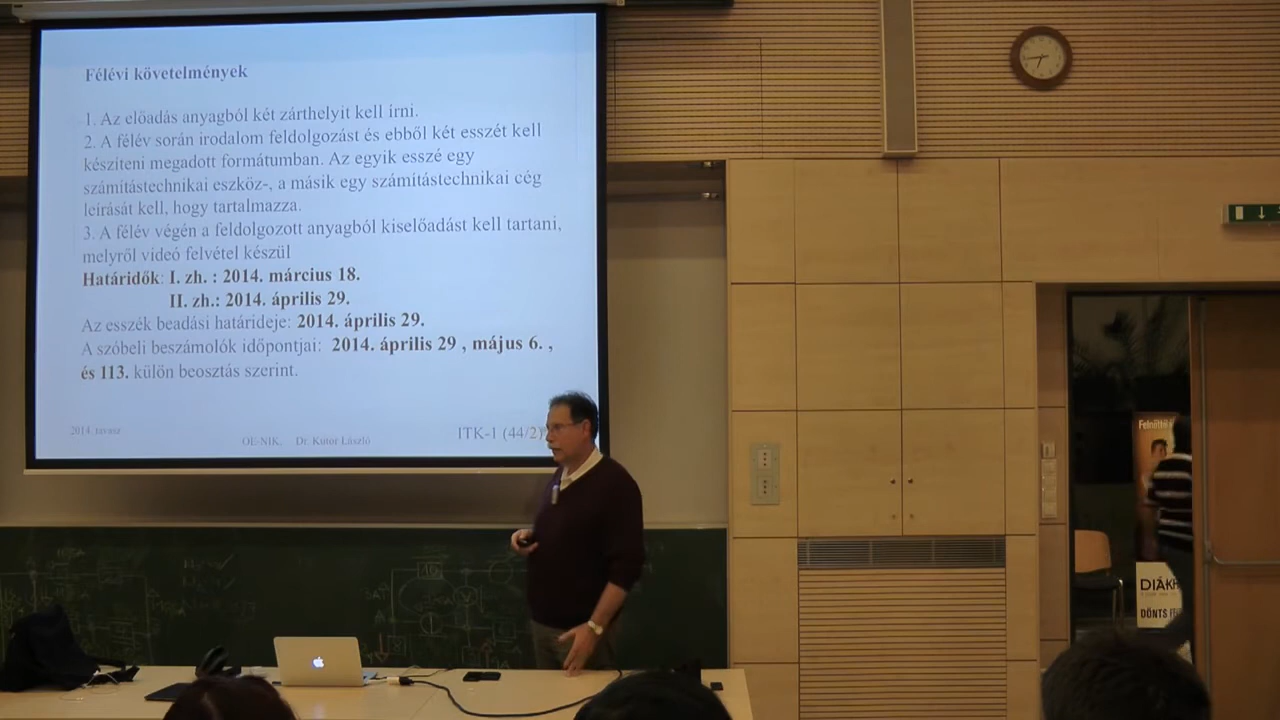 Félévi követelmények
1. Az előadás anyagból két zárthelyit kell írni.
2. A félév során irodalom feldolgozást és ebből két esszét kell
készíteni megadott formátumban. Az egyik esszé egy
számítástechnikai eszköz-, a másik egy számítástechnikai cég
leírását kell, hogy tartalmazza.
3. A félév végén a feldolgozott anyagból kiselőadást kell tartani,
melyről videó felvétel készül
Határidők: I. zh. : 2014. március 18.
II. zh.: 2014. április 29.
Az esszék beadási határideje: 2014. április 29.
A szóbeli beszámolók időpontjai: 2014. április 29 , május 6. ,
és 113. külön beosztás szerint.
2014. tavasz
OE-NIK. Dr. Kutor László
ITK-1 (44/2)
DÖNTS